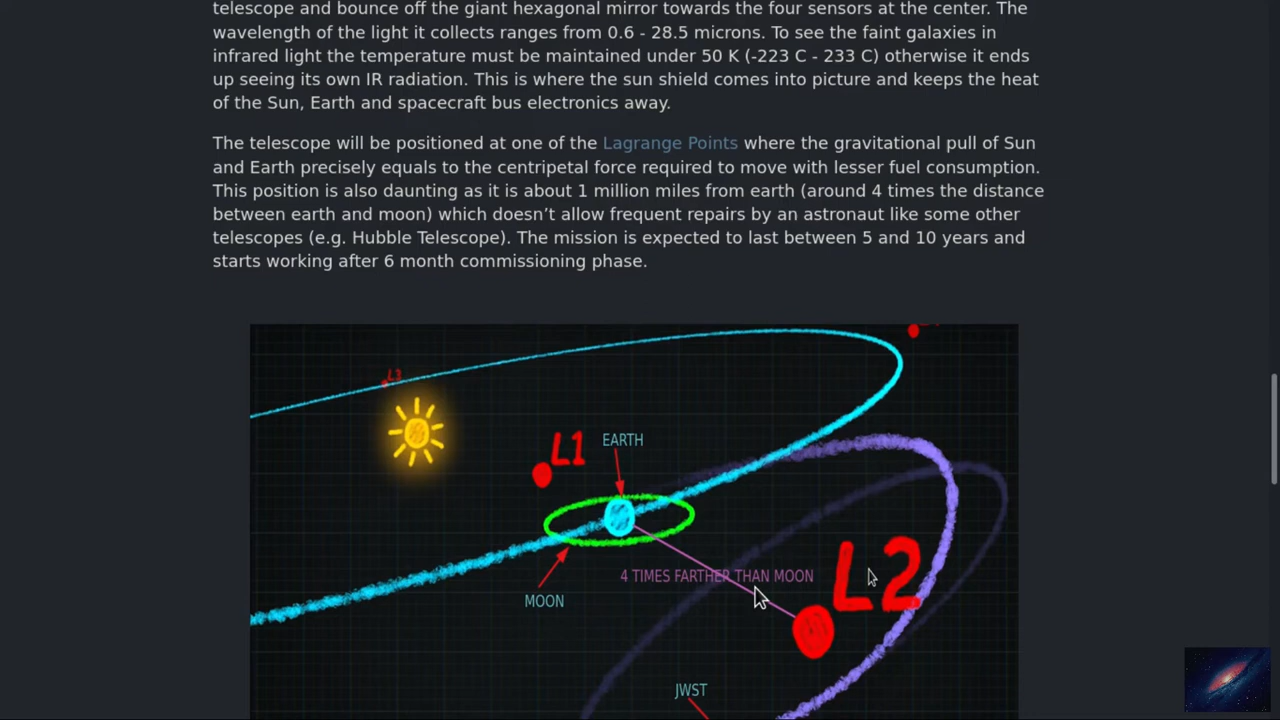 telescope and bounce off the giant hexagonal mirror towards the four sensors at the center. The
wavelength of the light it collects ranges from 0.6 - 28.5 microns. To see the faint galaxies in
infrared light the temperature must be maintained under 50 K (-223 C - 233 C) otherwise it ends
up seeing its own IR radiation. This is where the sun shield comes into picture and keeps the heat
of the Sun, Earth and spacecraft bus electronics away.
The telescope will be positioned at one of the Lagrange Points where the gravitational pull of Sun
and Earth precisely equals to the centripetal force required to move with lesser fuel consumption.
This position is also daunting as it is about 1 million miles from earth (around 4 times the distance
between earth and moon) which doesn’t allow frequent repairs by an astronaut like some other
telescopes (e.g. Hubble Telescope). The mission is expected to last between 5 and 10 years and
starts working after 6 month commissioning phase.
L3
L1
EARTH
4 TIMES FARTHER THAN MOON
L2
MOON
JWST